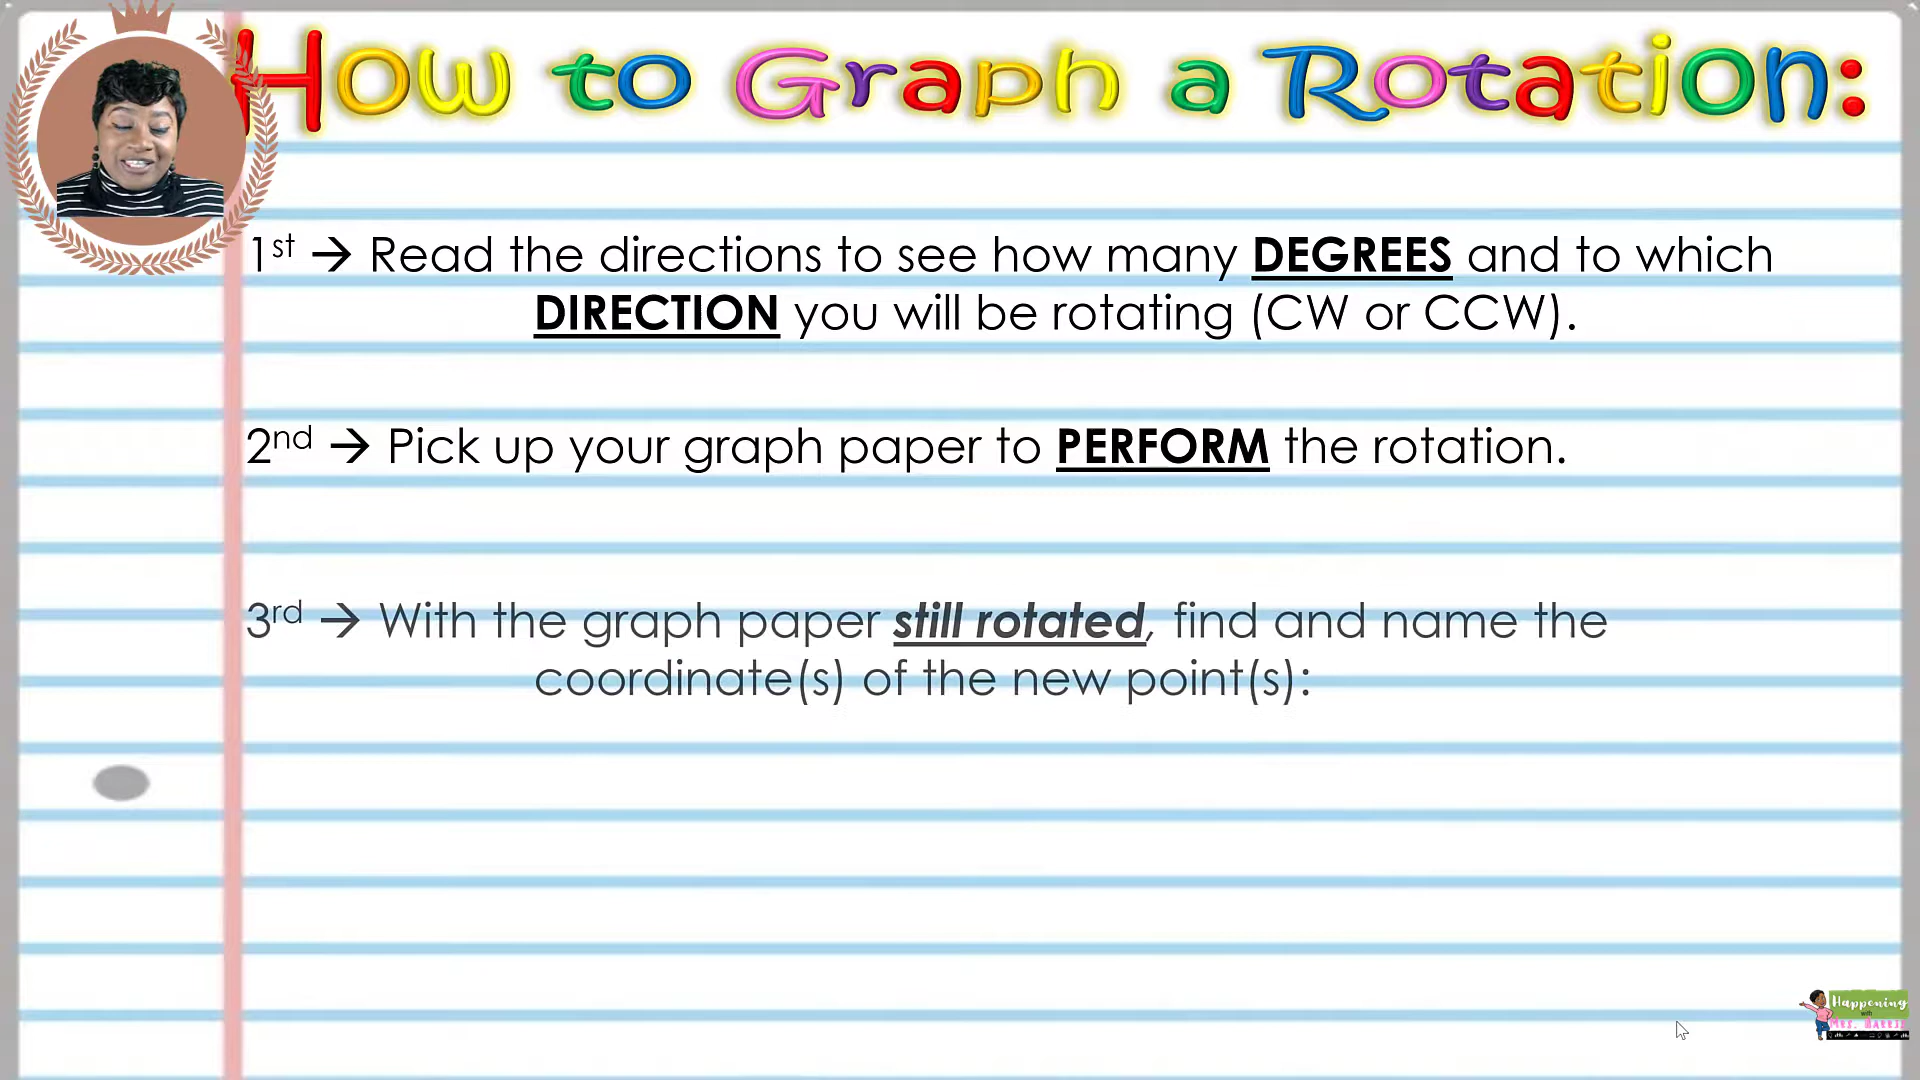 How to Graph a Rotation:
1st → Read the directions to see how many DEGREES and to which
DIRECTION you will be rotating (CW or CCW).
2nd → Pick up your graph paper to PERFORM the rotation.
3rd → With the graph paper still rotated, find and name the
coordinate(s) of the new point(s):
Happening
with